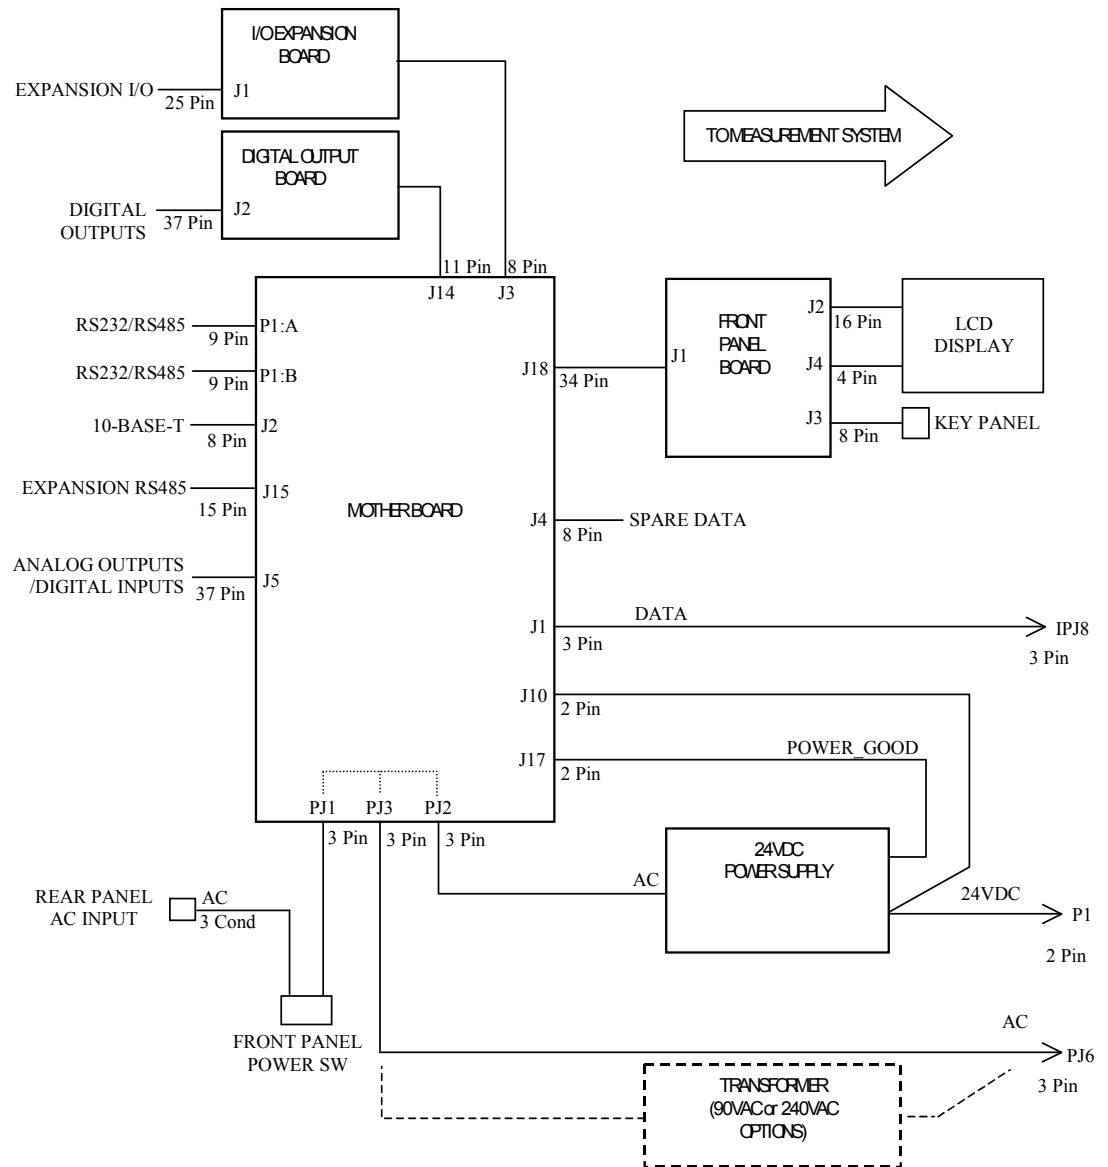 I/O EXPANSION
BOARD
EXPANSION I/O
J1
25 Pin
TO MEASUREMENT SYSTEM
DIGITAL OUTPUT
BOARD
DIGITAL
OUTPUTS
J2
37 Pin
11 Pin
8 Pin
J14
J3
RS232/RS485
P1:A
9 Pin
RS232/RS485
P1:B
9 Pin
10-BASE-T
J2
8 Pin
EXPANSION RS485
J15
15 Pin
ANALOG OUTPUTS
/DIGITAL INPUTS
J5
37 Pin
MOTHER BOARD
J18
34 Pin
J1
FRONT
PANEL
BOARD
J2
16 Pin
J4
4 Pin
J3
8 Pin
LCD
DISPLAY
KEY PANEL
J4
8 Pin
SPARE DATA
J1
3 Pin
DATA
IPJ8
3 Pin
J10
2 Pin
J17
2 Pin
POWER_GOOD
PJ1
PJ3
PJ2
3 Pin
3 Pin
3 Pin
24VDC
POWER SUPPLY
AC
24VDC
P1
2 Pin
REAR PANEL
AC INPUT
AC
3 Cond
FRONT PANEL
POWER SW
AC
PJ6
3 Pin
TRANSFORMER
(90VAC or 240VAC
OPTIONS)